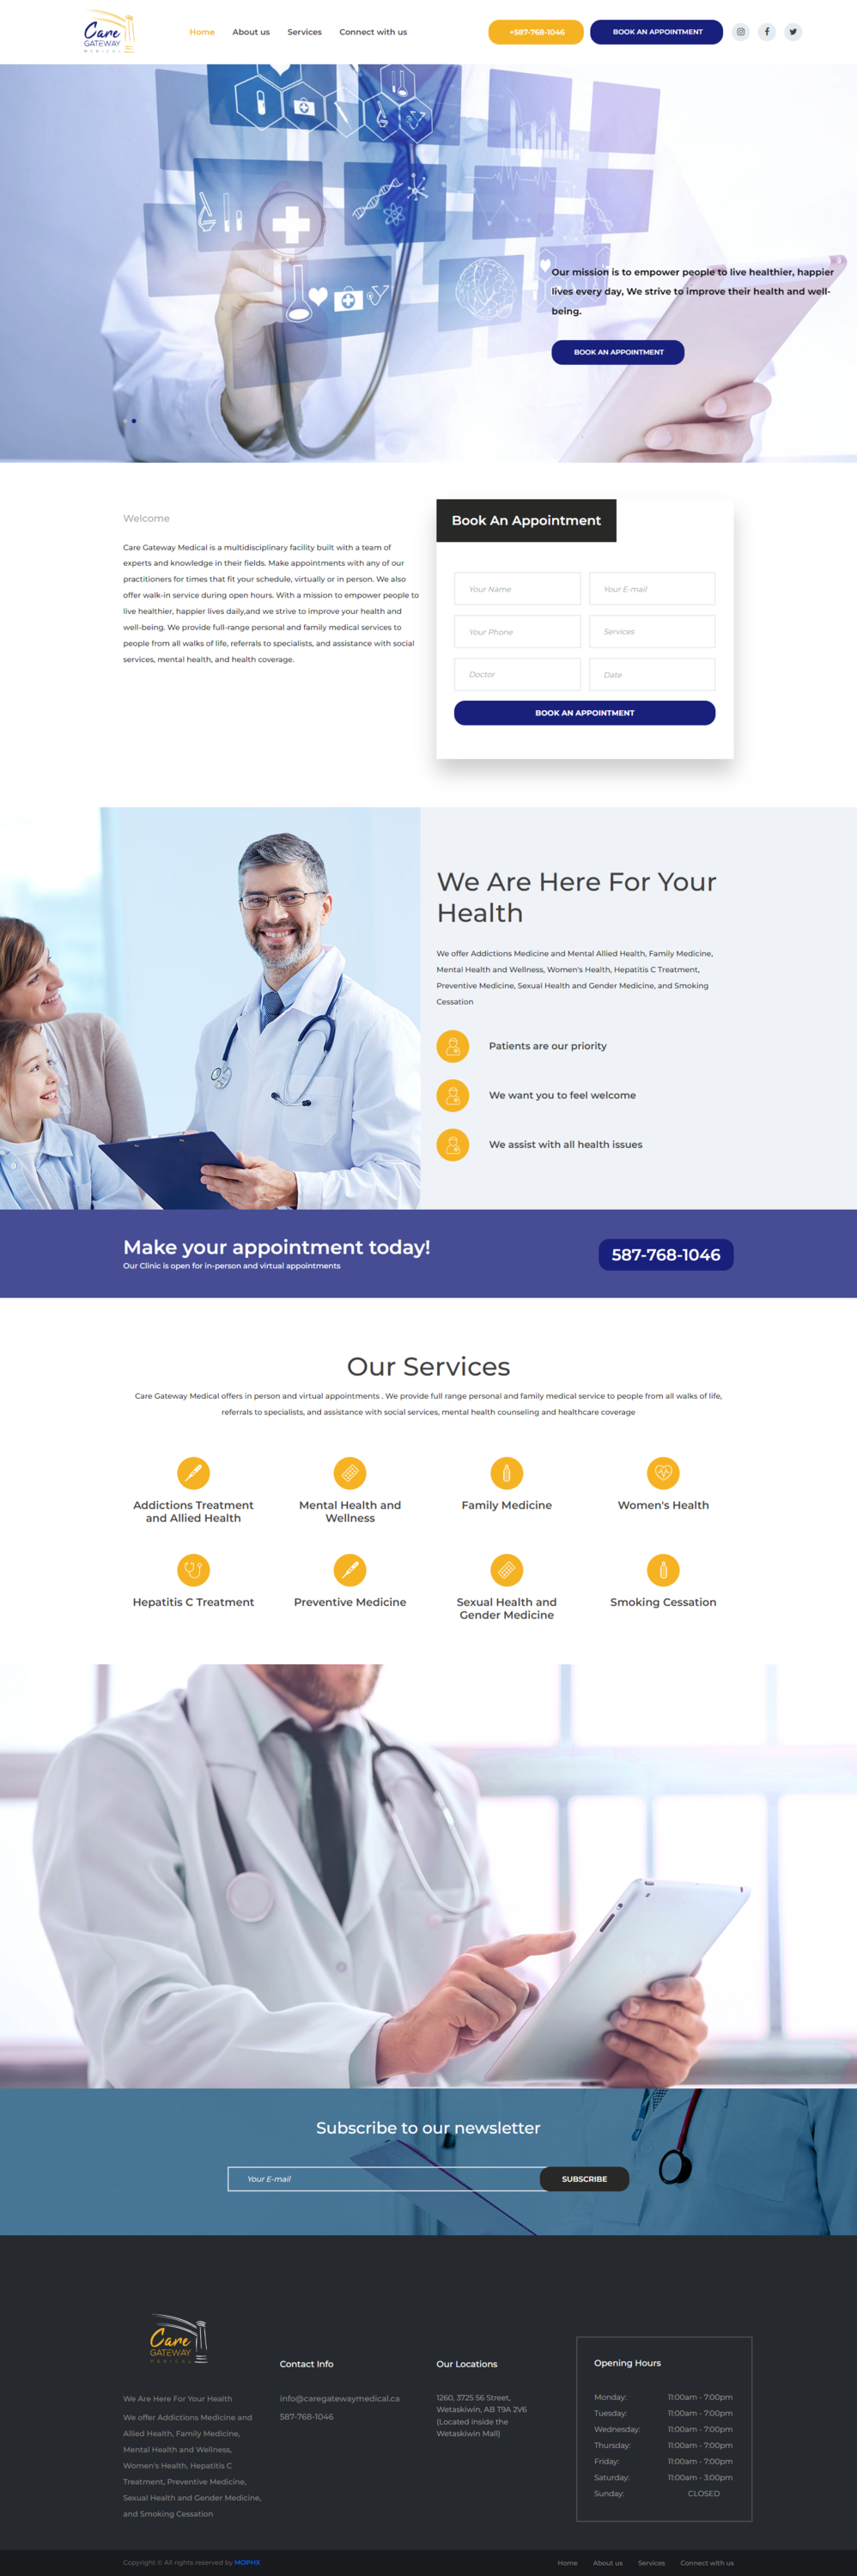 Care
GATEWAY
MEDICAL
Home
About us
Services
Connect with us
+587-768-1046
BOOK AN APPOINTMENT
Our mission is to empower people to live healthier, happier
lives every day, We strive to improve their health and well-
being.
BOOK AN APPOINTMENT
Welcome
Care Gateway Medical is a multidisciplinary facility built with a team of
experts and knowledge in their fields. Make appointments with any of our
practitioners for times that fit your schedule, virtually or in person. We also
offer walk-in service during open hours. With a mission to empower people to
live healthier, happier lives daily,and we strive to improve your health and
well-being. We provide full-range personal and family medical services to
people from all walks of life, referrals to specialists, and assistance with social
services, mental health, and health coverage.
Book An Appointment
Your Name
Your E-mail
Your Phone
Services
Doctor
Date
BOOK AN APPOINTMENT
We Are Here For Your
Health
We offer Addictions Medicine and Mental Allied Health, Family Medicine,
Mental Health and Wellness, Women's Health, Hepatitis C Treatment,
Preventive Medicine, Sexual Health and Gender Medicine, and Smoking
Cessation
Patients are our priority
We want you to feel welcome
We assist with all health issues
Make your appointment today!
Our Clinic is open for in-person and virtual appointments
587-768-1046
Our Services
Care Gateway Medical offers in person and virtual appointments . We provide full range personal and family medical service to people from all walks of life,
referrals to specialists, and assistance with social services, mental health counseling and healthcare coverage
Addictions Treatment
and Allied Health
Mental Health and
Wellness
Family Medicine
Women's Health
Hepatitis C Treatment
Preventive Medicine
Sexual Health and
Gender Medicine
Smoking Cessation
Subscribe to our newsletter
Your E-mail
SUBSCRIBE
Care
GATEWAY
MEDICAL
We Are Here For Your Health
We offer Addictions Medicine and
Allied Health, Family Medicine,
Mental Health and Wellness,
Women's Health, Hepatitis C
Treatment, Preventive Medicine,
Sexual Health and Gender Medicine,
and Smoking Cessation
Contact Info
info@caregatewaymedical.ca
587-768-1046
Our Locations
1260, 3725 56 Street,
Wetaskiwin, AB T9A 2V6
(Located inside the
Wetaskiwin Mall)
Opening Hours
Monday: 11:00am - 7:00pm
Tuesday: 11:00am - 7:00pm
Wednesday: 11:00am - 7:00pm
Thursday: 11:00am - 7:00pm
Friday: 11:00am - 7:00pm
Saturday: 11:00am - 3:00pm
Sunday: CLOSED
Copyright © All rights reserved by MOPHX
Home
About us
Services
Connect with us